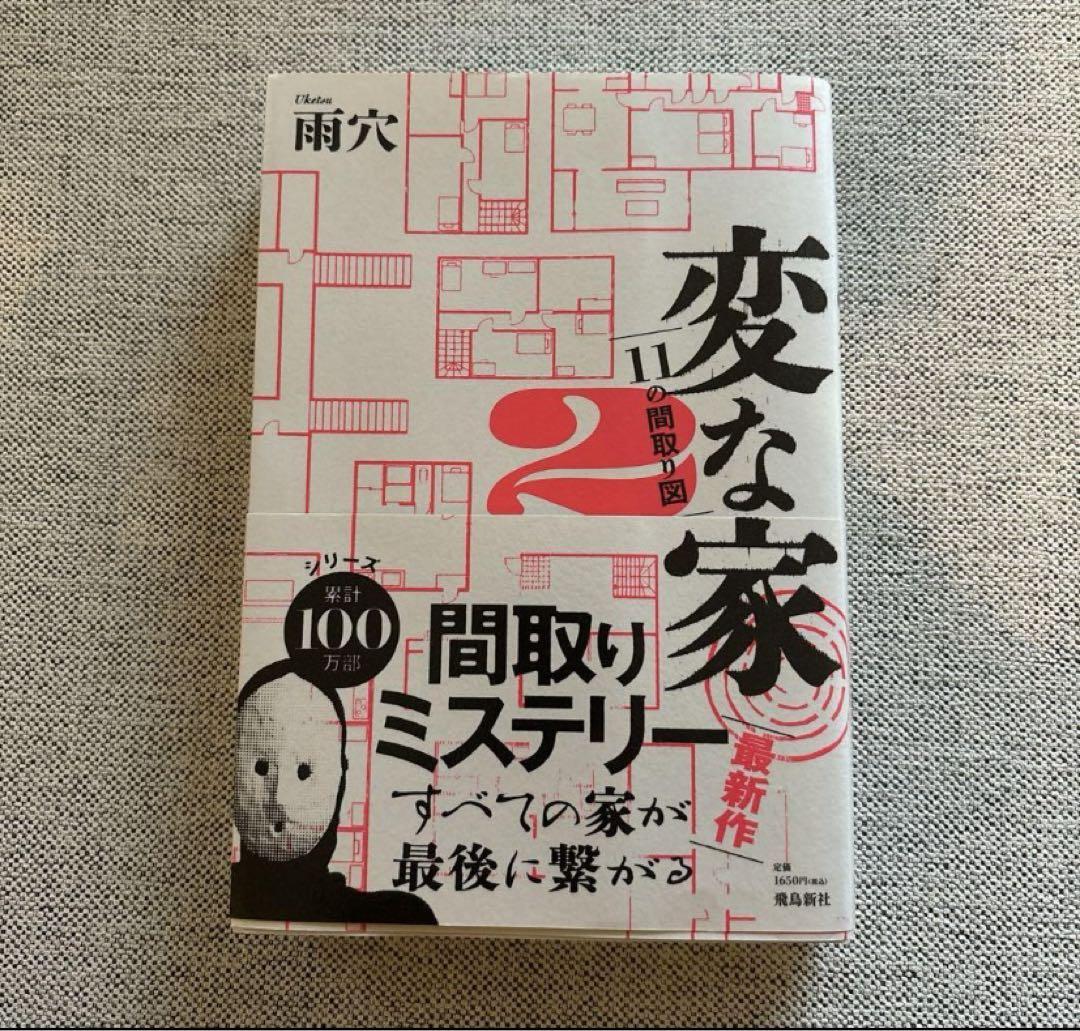 Uketsu
雨穴
変な家
2
11の間取り図
シリーズ
累計
100
万部
間取り
ミステリー
最新作
すべての家が
最後に繋がる
定価
1650円(税込)
飛鳥新社